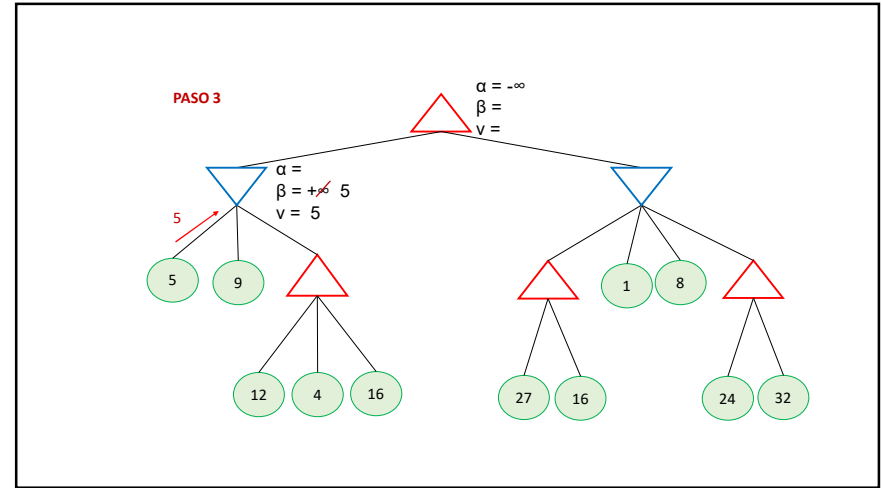 PASO 3
α = -∞
β =
v =
α =
β = +∞ 5
v = 5
5
5
9
1
8
12
4
16
27
16
24
32